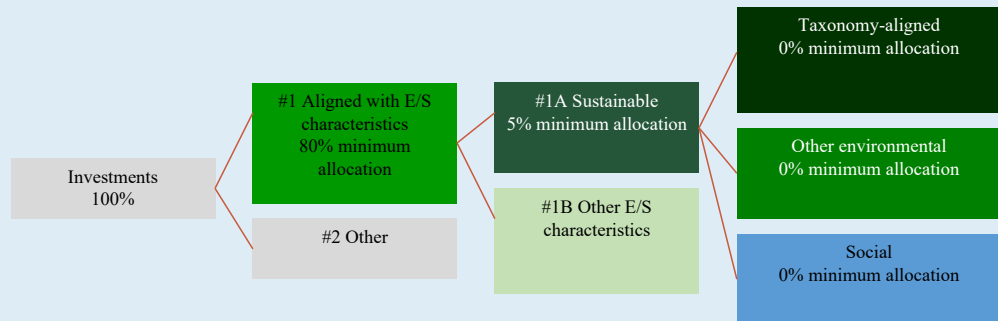 Investments
100%
#1 Aligned with E/S
characteristics
80% minimum
allocation
#2 Other
#1A Sustainable
5% minimum allocation
#1B Other E/S
characteristics
Taxonomy-aligned
0% minimum allocation
Other environmental
0% minimum allocation
Social
0% minimum allocation